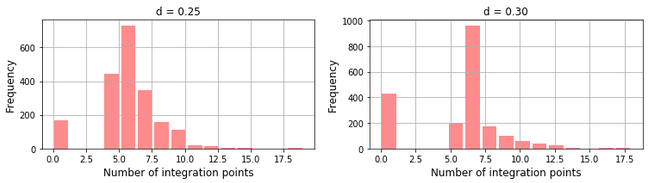 d = 0.25
Frequency
600
400
200
0
0.0 2.5 5.0 7.5 10.0 12.5 15.0 17.5
Number of integration points
d = 0.30
Frequency
1000
800
600
400
200
0
0.0 2.5 5.0 7.5 10.0 12.5 15.0 17.5
Number of integration points